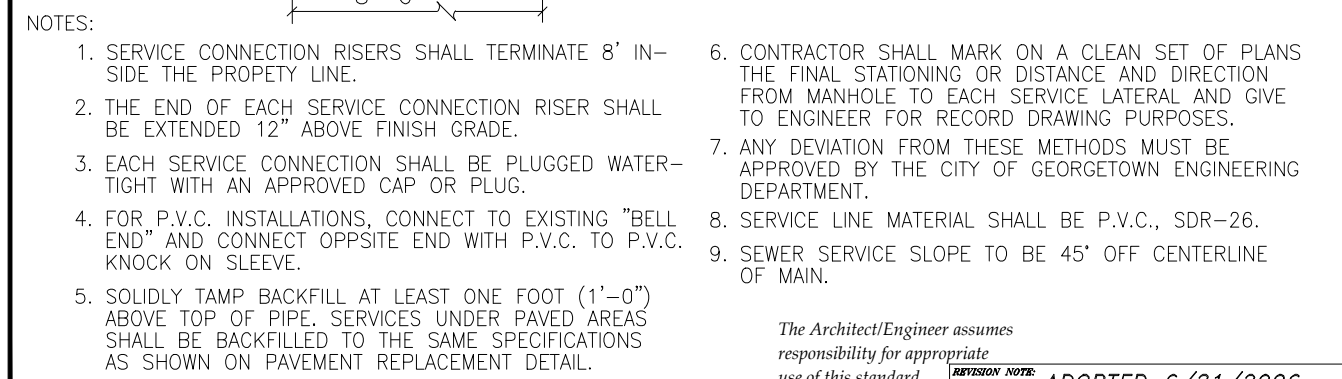 NOTES:
1. SERVICE CONNECTION RISERS SHALL TERMINATE 8' IN-
SIDE THE PROPETY LINE.
2. THE END OF EACH SERVICE CONNECTION RISER SHALL
BE EXTENDED 12" ABOVE FINISH GRADE.
3. EACH SERVICE CONNECTION SHALL BE PLUGGED WATER-
TIGHT WITH AN APPROVED CAP OR PLUG.
4. FOR P.V.C. INSTALLATIONS, CONNECT TO EXISTING "BELL
END" AND CONNECT OPPSITE END WITH P.V.C. TO P.V.C.
KNOCK ON SLEEVE.
5. SOLIDLY TAMP BACKFILL AT LEAST ONE FOOT (1'-0")
ABOVE TOP OF PIPE. SERVICES UNDER PAVED AREAS
SHALL BE BACKFILLED TO THE SAME SPECIFICATIONS
AS SHOWN ON PAVEMENT REPLACEMENT DETAIL.
6. CONTRACTOR SHALL MARK ON A CLEAN SET OF PLANS
THE FINAL STATIONING OR DISTANCE AND DIRECTION
FROM MANHOLE TO EACH SERVICE LATERAL AND GIVE
TO ENGINEER FOR RECORD DRAWING PURPOSES.
7. ANY DEVIATION FROM THESE METHODS MUST BE
APPROVED BY THE CITY OF GEORGETOWN ENGINEERING
DEPARTMENT.
8. SERVICE LINE MATERIAL SHALL BE P.V.C., SDR-26.
9. SEWER SERVICE SLOPE TO BE 45° OFF CENTERLINE
OF MAIN.
The Architect/Engineer assumes
responsibility for appropriate
use of this standard
REVISION NOTE: ADOPTED 6/21/2006